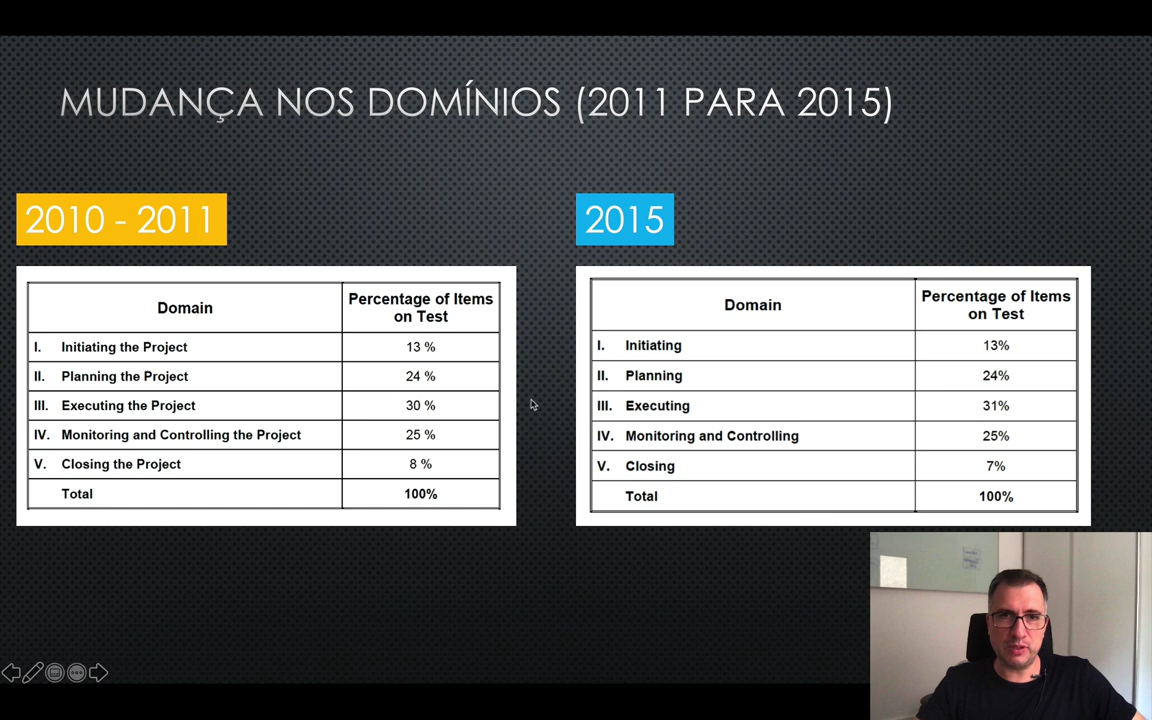 MUDANÇA NOS DOMÍNIOS (2011 PARA 2015)
2010 - 2011
Domain Percentage of Items on Test
I. Initiating the Project 13 %
II. Planning the Project 24 %
III. Executing the Project 30 %
IV. Monitoring and Controlling the Project 25 %
V. Closing the Project 8 %
Total 100%
2015
Domain Percentage of Items on Test
I. Initiating 13%
II. Planning 24%
III. Executing 31%
IV. Monitoring and Controlling 25%
V. Closing 7%
Total 100%